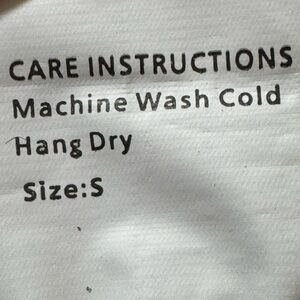 CARE INSTRUCTIONS
Machine Wash Cold
Hang Dry
Size:S